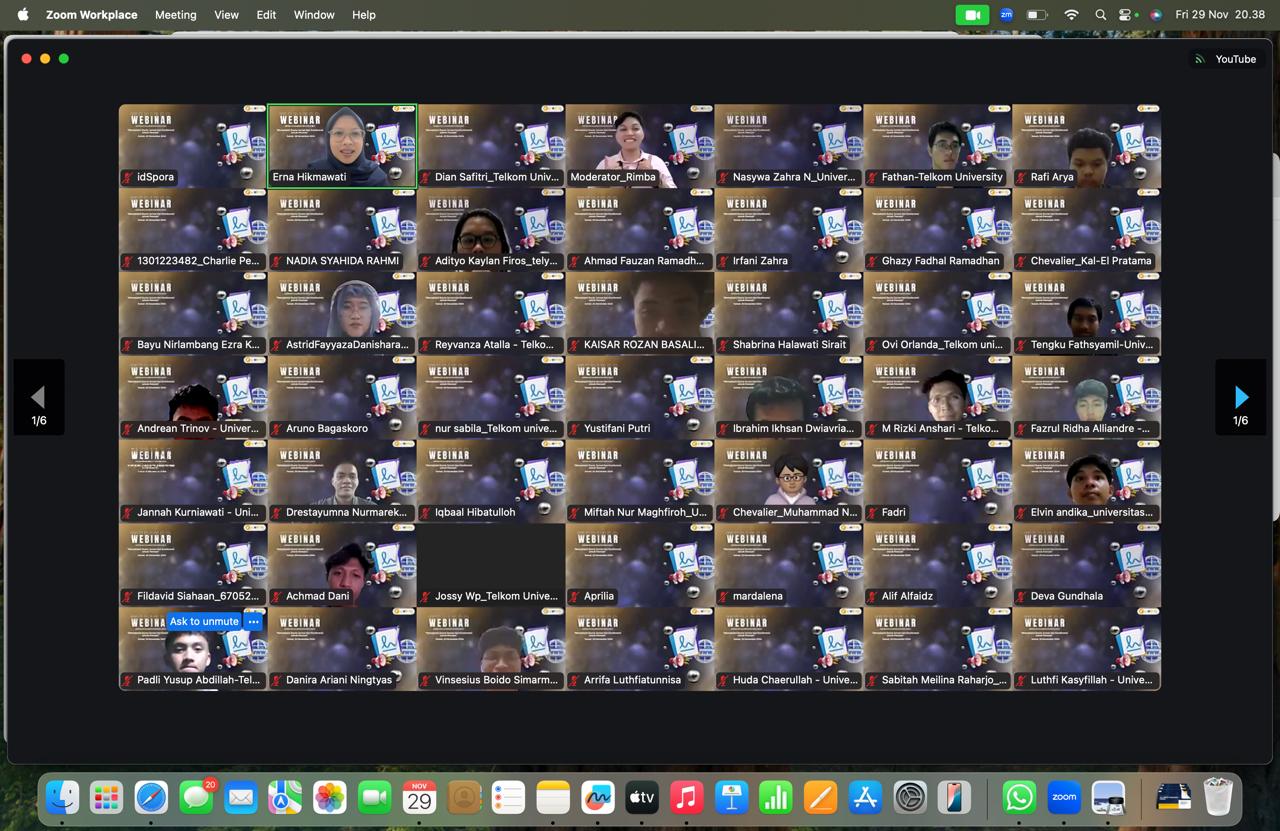 Zoom Workplace Meeting View Edit Window Help
zm
Fri 29 Nov 20.38
YouTube
WEBINAR WEBINAR WEBINAR WEBINAR WEBINAR WEBINAR WEBINAR
idSpora
Erna Hikmawati
Dian Safitri_Telkom Univ...
Moderator_Rimba
Nasywa Zahra N_Univer...
Fathan-Telkom University
Rafi Arya
WEBINAR WEBINAR WEBINAR WEBINAR WEBINAR WEBINAR WEBINAR
1301223482_Charlie Pe...
NADIA SYAHIDA RAHMI
Adityo Kaylan Firos_tely...
Ahmad Fauzan Ramadh...
Irfani Zahra
Ghazy Fadhal Ramadhan
Chevalier_Kal-El Pratama
WEBINAR WEBINAR WEBINAR WEBINAR WEBINAR WEBINAR WEBINAR
Bayu Nirlambang Ezra K...
AstridFayyazaDanishara...
Reyvanza Atalla - Telko...
KAISAR ROZAN BASALI...
Shabrina Halawati Sirait
Ovi Orlanda_Telkom uni...
Tengku Fathsyamil-Univ...
WEBINAR WEBINAR WEBINAR WEBINAR WEBINAR WEBINAR WEBINAR
Andrean Trinov - Univer...
Aruno Bagaskoro
nur sabila_Telkom unive...
Yustifani Putri
Ibrahim Ikhsan Dwiavria...
M Rizki Anshari - Telko...
Fazrul Ridha Alliandre -...
1/6
1/6
WEBINAR WEBINAR WEBINAR WEBINAR WEBINAR WEBINAR WEBINAR
Jannah Kurniawati - Uni...
Drestayumna Nurmarek...
Iqbaal Hibatulloh
Miftah Nur Maghfiroh_U...
Chevalier_Muhammad N...
Fadri
Elvin andika_universitas...
WEBINAR WEBINAR WEBINAR WEBINAR WEBINAR WEBINAR
Fildavid Siahaan_67052...
Achmad Dani
Jossy Wp_Telkom Unive...
Aprilia
mardalena
Alif Alfaidz
Deva Gundhala
Ask to unmute
WEBINAR WEBINAR WEBINAR WEBINAR WEBINAR WEBINAR
Padli Yusup Abdillah-Tel...
Danira Ariani Ningtyas
Vinsesius Boido Simarm...
Arrifa Luthfiatunnisa
Huda Chaerullah - Unive...
Sabitah Meilina Raharjo_...
Luthfi Kasyfillah - Unive...
20
NOV
29
tv
zoom